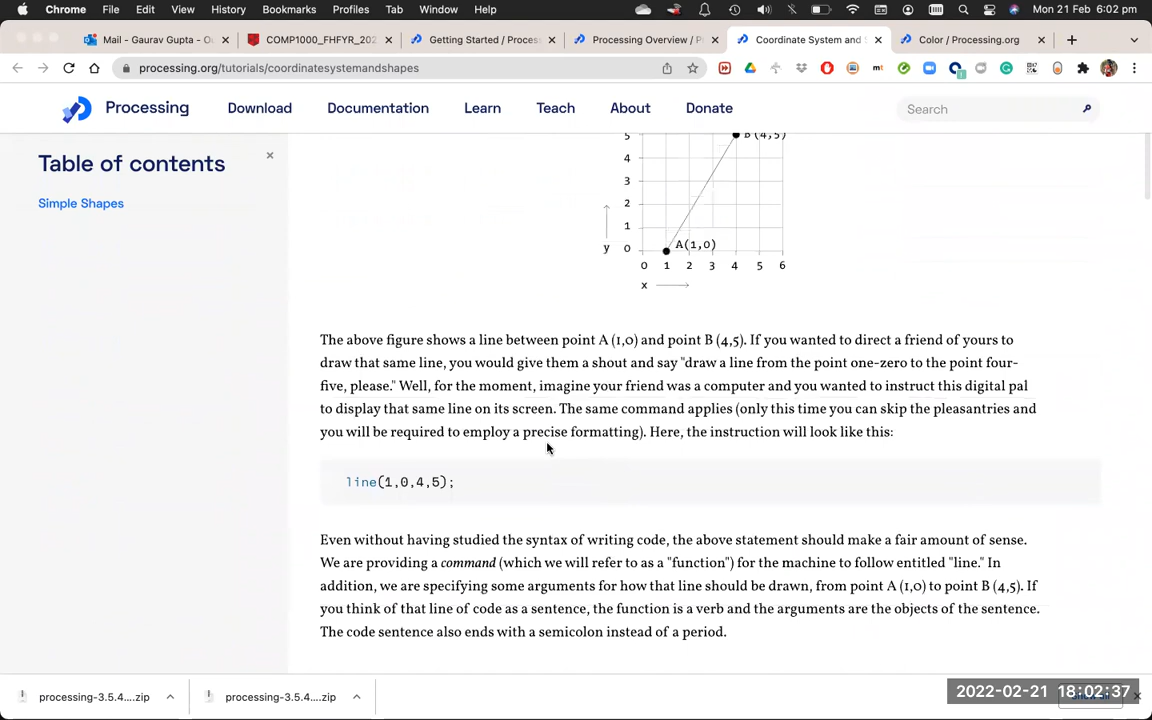 Chrome File Edit View History Bookmarks Profiles Tab Window Help Mon 21 Feb 6:02 pm
Mail - Gaurav Gupta - O COMP1000_FHFYR_202 Getting Started / Process Processing Overview / P Coordinate System and Color / Processing.org
processing.org/tutorials/coordinatesystemandshapes
Processing Download Documentation Learn Teach About Donate Search
Table of contents
Simple Shapes
5 B (4,5)
4
3
2
1
y 0 A(1,0)
0 1 2 3 4 5 6
x
The above figure shows a line between point A (1,0) and point B (4,5). If you wanted to direct a friend of yours to
draw that same line, you would give them a shout and say "draw a line from the point one-zero to the point four-
five, please." Well, for the moment, imagine your friend was a computer and you wanted to instruct this digital pal
to display that same line on its screen. The same command applies (only this time you can skip the pleasantries and
you will be required to employ a precise formatting). Here, the instruction will look like this:
line(1,0,4,5);
Even without having studied the syntax of writing code, the above statement should make a fair amount of sense.
We are providing a command (which we will refer to as a "function") for the machine to follow entitled "line." In
addition, we are specifying some arguments for how that line should be drawn, from point A (1,0) to point B (4,5). If
you think of that line of code as a sentence, the function is a verb and the arguments are the objects of the sentence.
The code sentence also ends with a semicolon instead of a period.
processing-3.5.4....zip processing-3.5.4....zip
2022-02-21 18:02:37